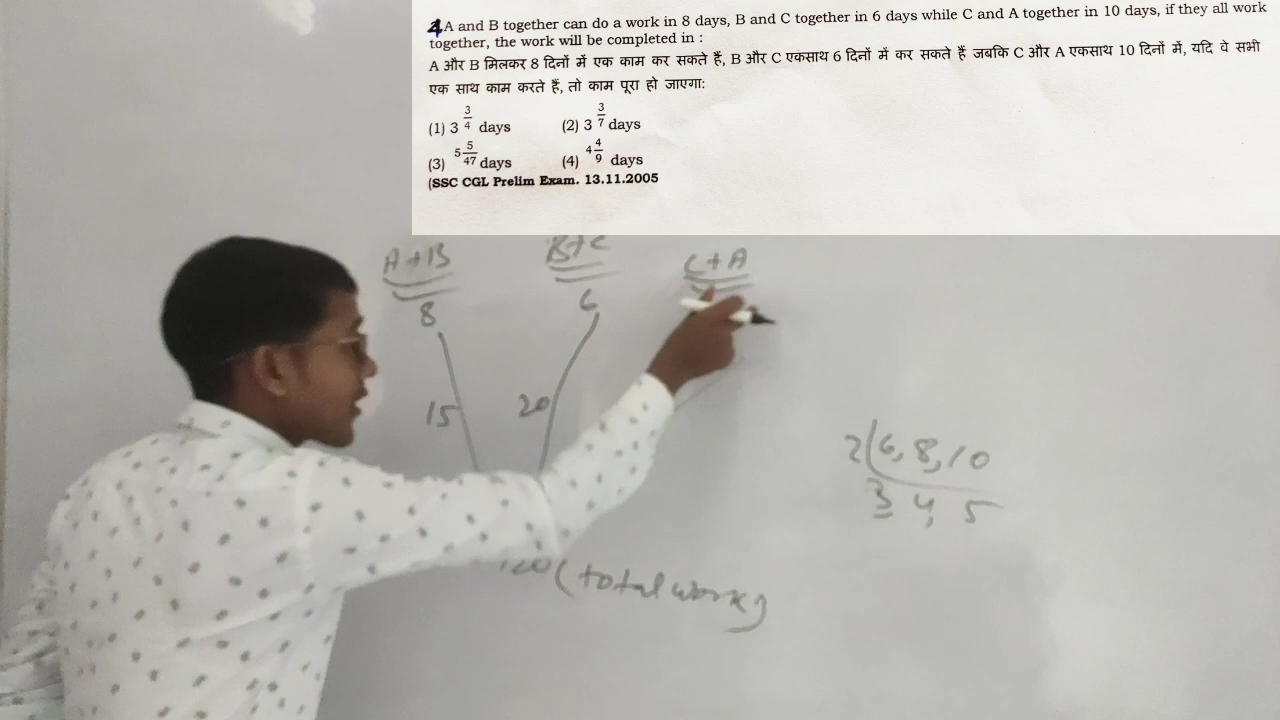 4 A and B together can do a work in 8 days, B and C together in 6 days while C and A together in 10 days, if they all work
together, the work will be completed in :
A और B मिलकर 8 दिनों में एक काम कर सकते हैं, B और C एकसाथ 6 दिनों में कर सकते हैं जबकि C और A एकसाथ 10 दिनों में, यदि वे सभी
एक साथ काम करते हैं, तो काम पूरा हो जाएगा:
(1) 3 3/4 days (2) 3 3/7 days
(3) 5 5/47 days (4) 4 4/9 days
(SSC CGL Prelim Exam. 13.11.2005
A+B B+C C+A
8 6
15 20
2(6, 8, 10
3 4, 5
120 (total work)